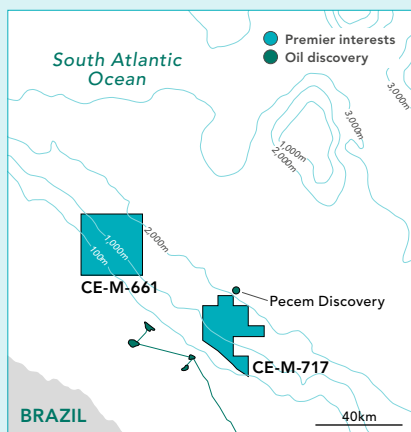 Premier interests
Oil discovery
South Atlantic
Ocean
3,000m
3,000m
1,000m
2,000m
2,000m
1,000m
100m
CE-M-661
Pecem Discovery
CE-M-717
BRAZIL
40km